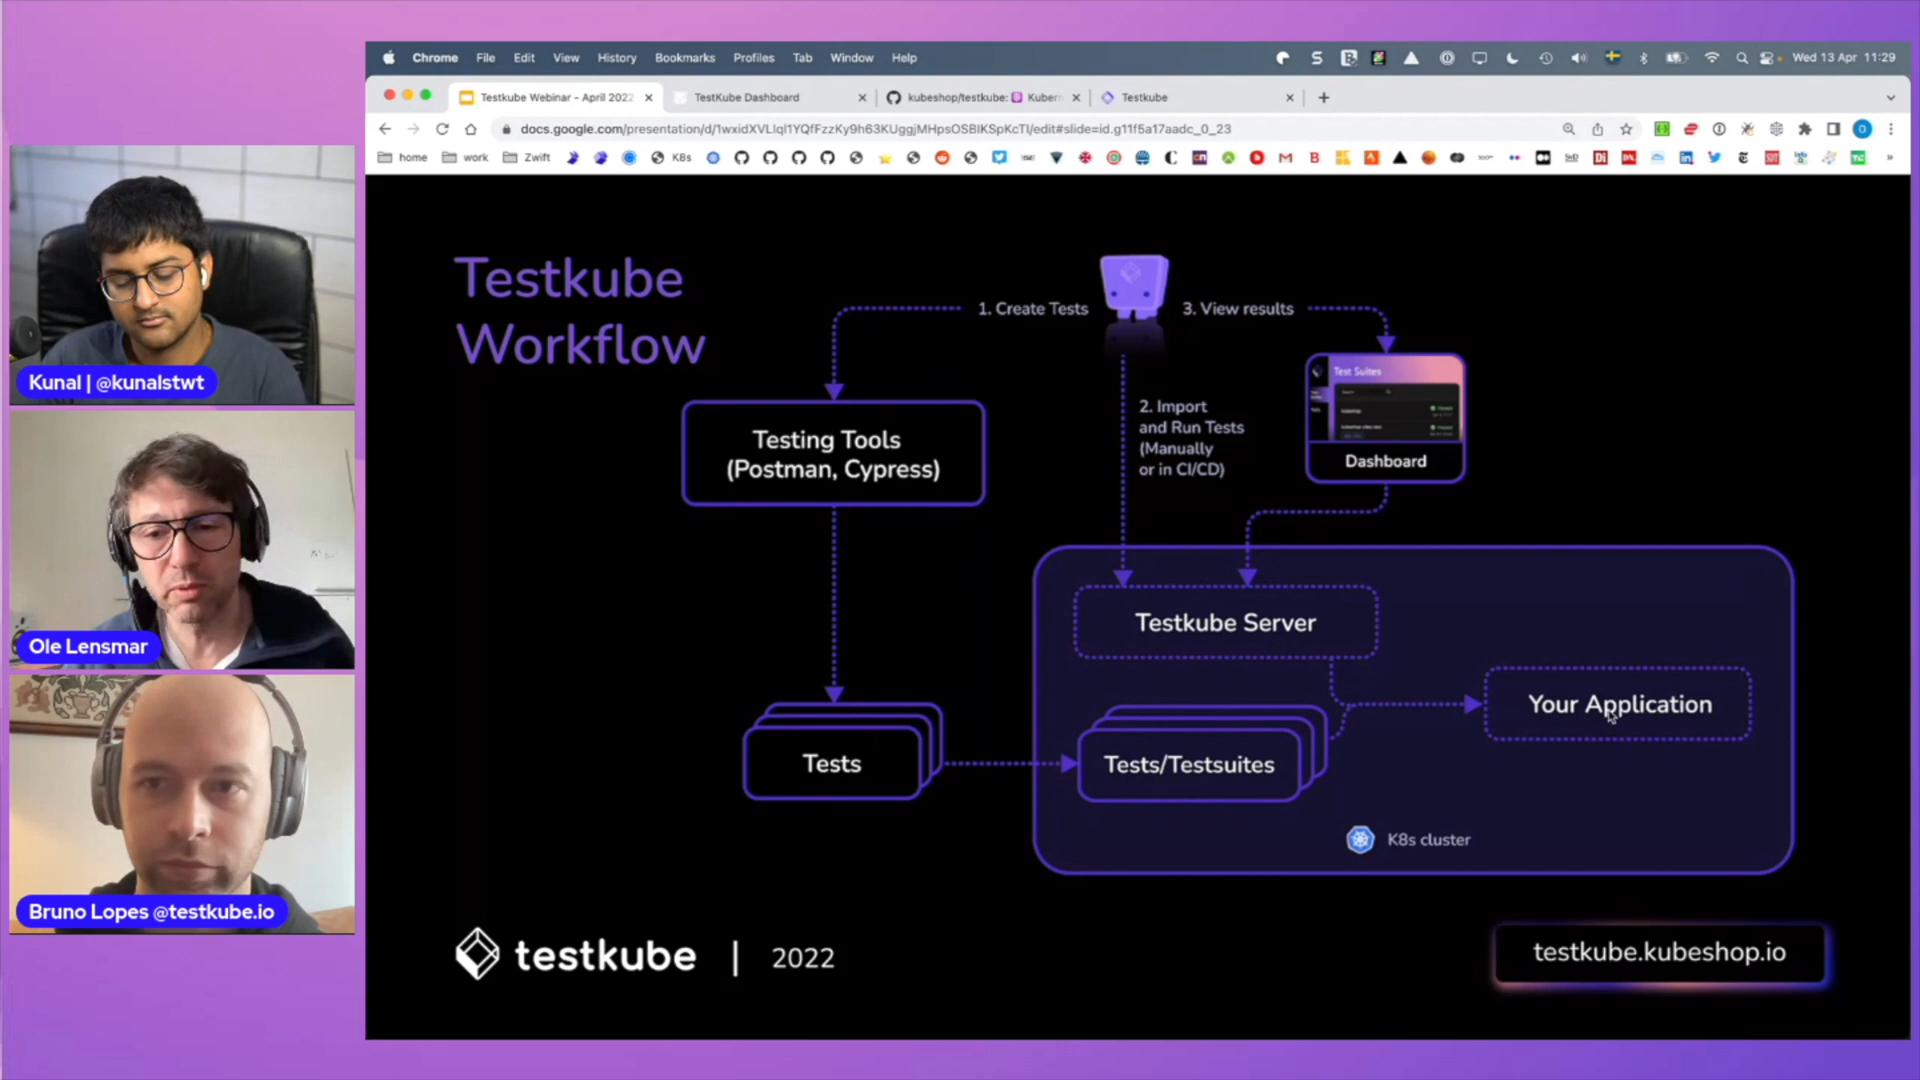 Chrome File Edit View History Bookmarks Profiles Tab Window Help
Wed 13 Apr 11:29
Testkube Webinar - April 2022
TestKube Dashboard
kubeshop/testkube:
Kubern
Testkube
docs.google.com/presentation/d/1wxidXVLIqI1YQfFzzKy9h63KUggjMHpsOSBIKSpKcTI/edit#slide=id.g11f5a17aadc_0_23
home work Zwift K8s
Testkube
Workflow
1. Create Tests
3. View results
Test Suites
Dashboard
2. Import
and Run Tests
(Manually
or in CI/CD)
Testing Tools
(Postman, Cypress)
Testkube Server
Your Application
Tests
Tests/Testsuites
K8s cluster
testkube | 2022
testkube.kubeshop.io
Kunal | @kunalstwt
Ole Lensmar
Bruno Lopes @testkube.io